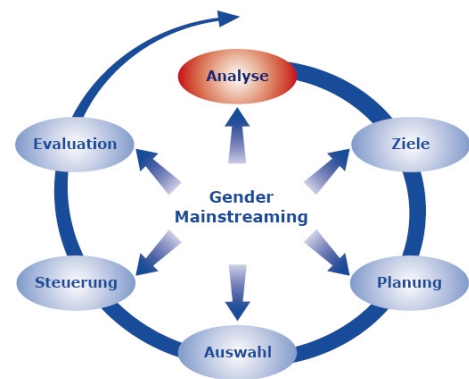 Analyse
Evaluation
Ziele
Gender
Mainstreaming
Steuerung
Planung
Auswahl